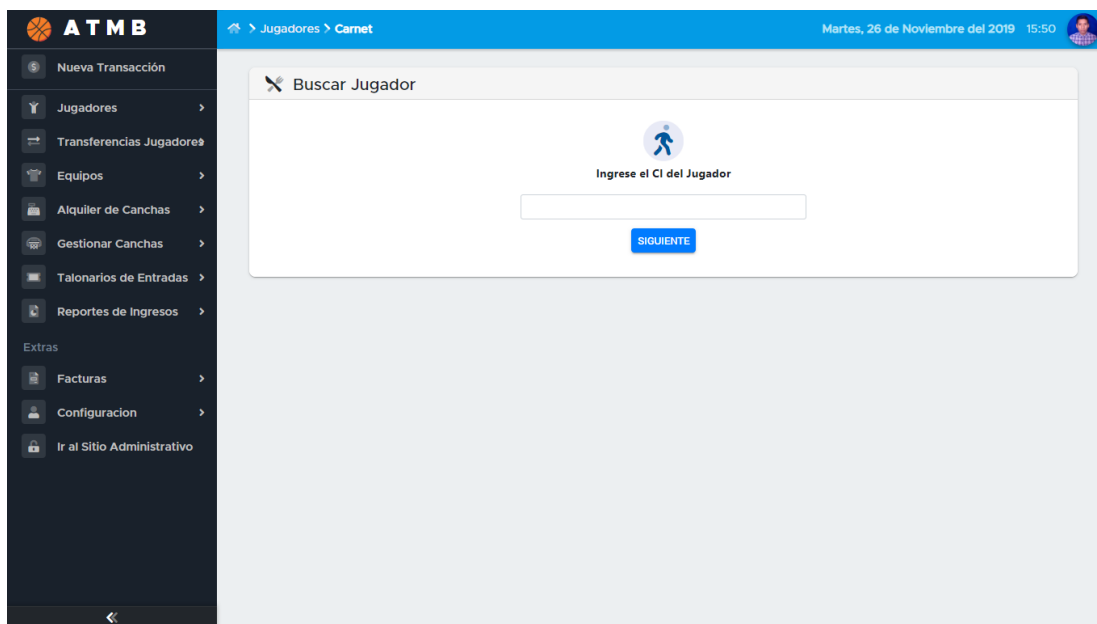 ATMB
Jugadores Carnet
Martes, 26 de Noviembre del 2019 15:50
Nueva Transacción
Jugadores
Transferencias Jugadores
Equipos
Alquiler de Canchas
Gestionar Canchas
Talonarios de Entradas
Reportes de Ingresos
Extras
Facturas
Configuracion
Ir al Sitio Administrativo
Buscar Jugador
Ingrese el CI del Jugador
SIGUIENTE